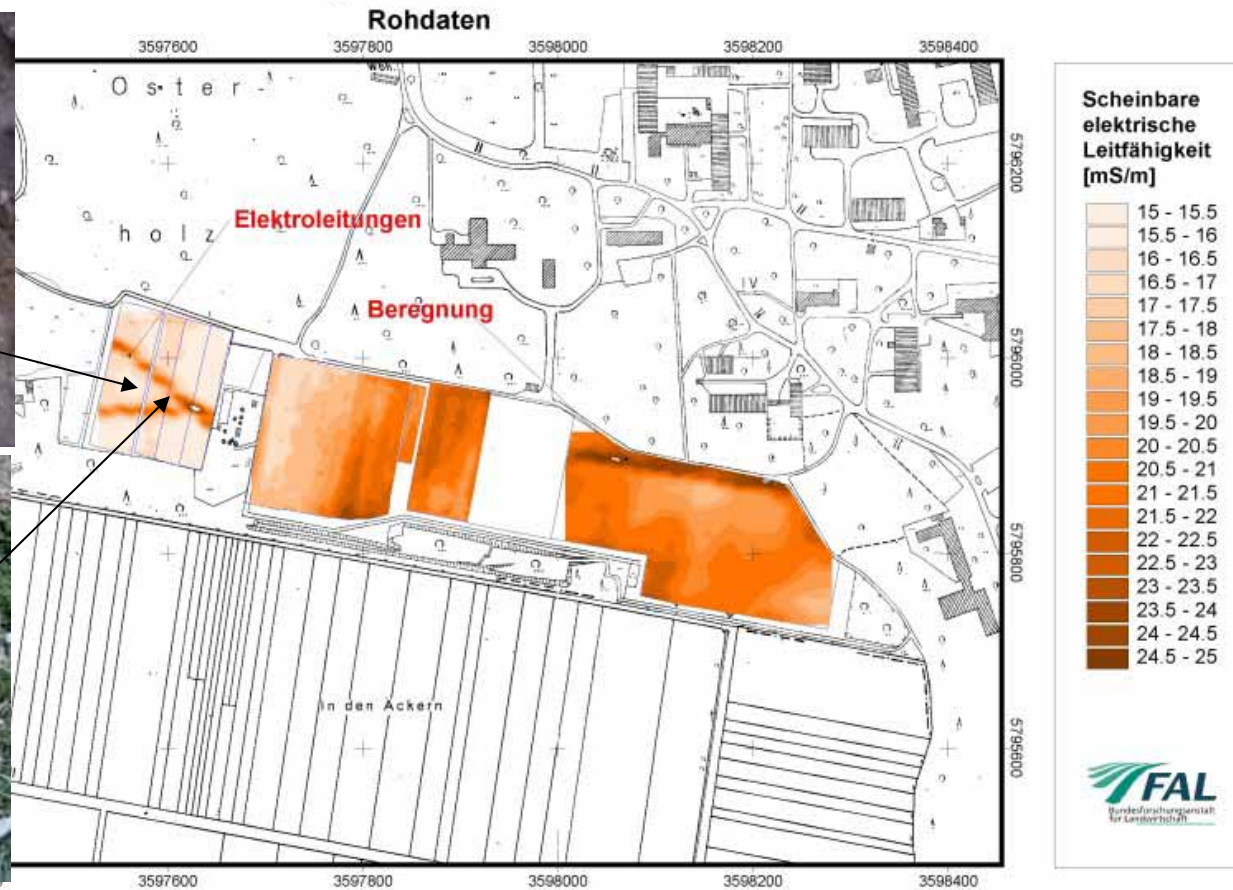 Rohdaten
3597600 3597800 3598000 3598200 3598400
Oster-
holz
Elektroleitungen
Beregnung
IV
In den Äckern
5796200
5796000
5795800
5795600
3597600 3597800 3598000 3598200 3598400
Scheinbare
elektrische
Leitfähigkeit
[mS/m]
15 - 15.5
15.5 - 16
16 - 16.5
16.5 - 17
17 - 17.5
17.5 - 18
18 - 18.5
18.5 - 19
19 - 19.5
19.5 - 20
20 - 20.5
20.5 - 21
21 - 21.5
21.5 - 22
22 - 22.5
22.5 - 23
23 - 23.5
23.5 - 24
24 - 24.5
24.5 - 25
FAL
Bundesforschungsanstalt
für Landwirtschaft